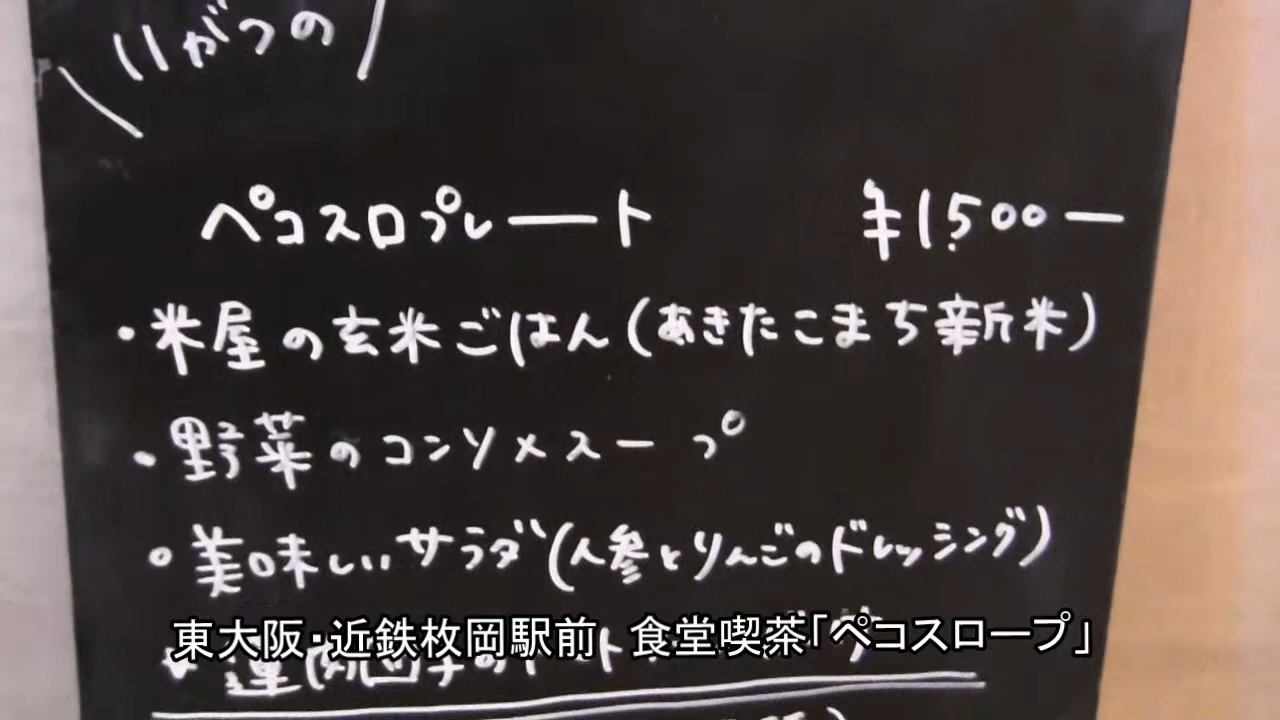 \11がつの/
ペコスロプレート ¥1,500ー
・米屋の玄米ごはん(あきたこまち新米)
・野菜のコンソメスープ
・美味しいサラダ(人参とりんごのドレッシング)
東大阪・近鉄枚岡駅前 食堂喫茶「ペコスロープ」